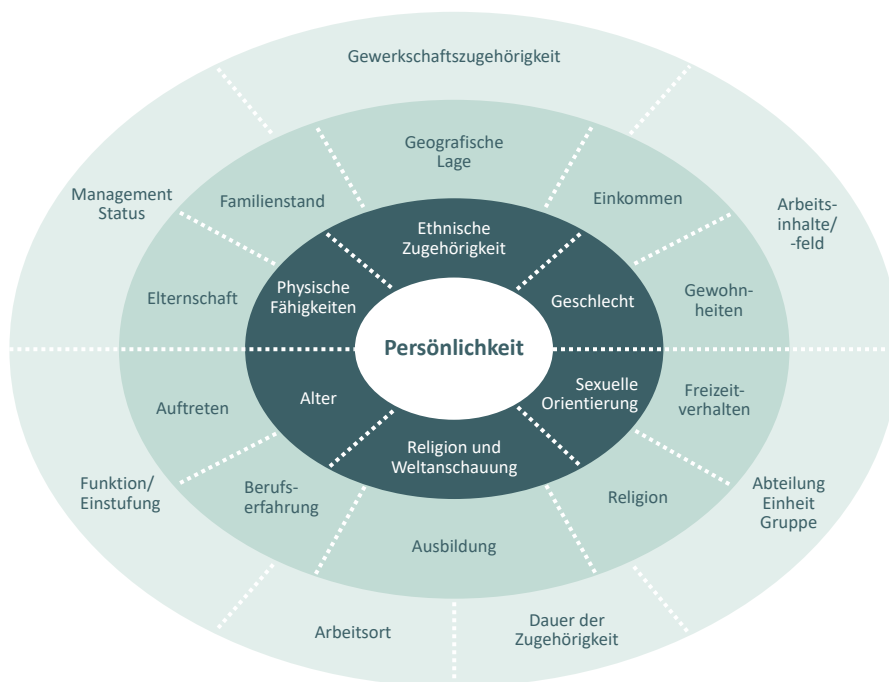 Gewerkschaftszugehörigkeit
Geografische
Lage
Management
Status
Familienstand
Einkommen
Arbeits-
inhalte/
-feld
Ethnische
Zugehörigkeit
Physische
Fähigkeiten
Geschlecht
Elternschaft
Gewohn-
heiten
Persönlichkeit
Auftreten
Alter
Sexuelle
Orientierung
Freizeit-
verhalten
Religion und
Weltanschauung
Funktion/
Einstufung
Berufs-
erfahrung
Religion
Abteilung
Einheit
Gruppe
Ausbildung
Arbeitsort
Dauer der
Zugehörigkeit